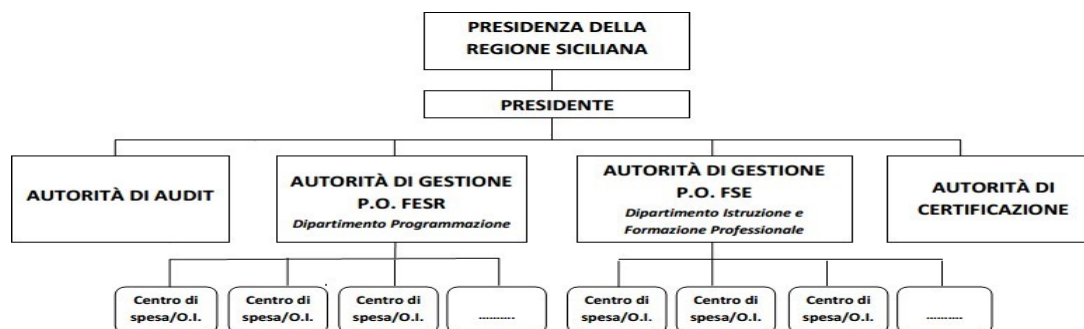 PRESIDENZA DELLA
REGIONE SICILIANA
PRESIDENTE
AUTORITÀ DI AUDIT
AUTORITÀ DI GESTIONE
P.O. FESR
Dipartimento Programmazione
AUTORITÀ DI GESTIONE
P.O. FSE
Dipartimento Istruzione e
Formazione Professionale
AUTORITÀ DI
CERTIFICAZIONE
Centro di
spesa/O.I.
Centro di
spesa/O.I.
Centro di
spesa/O.I.
..........
Centro di
spesa/O.I.
Centro di
spesa/O.I.
Centro di
spesa/O.I.
..........